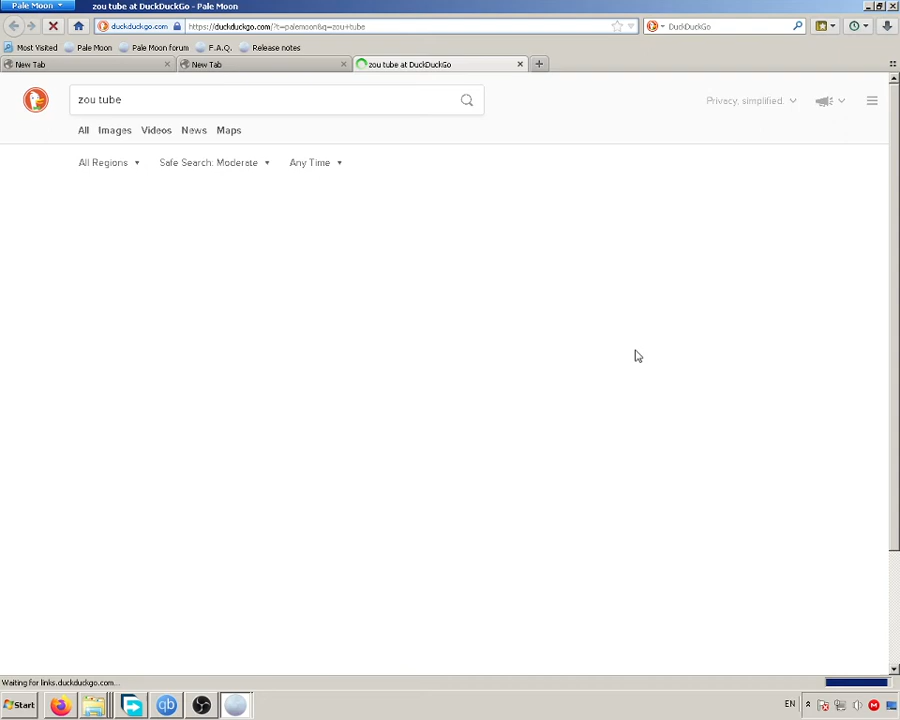 Pale Moon
zou tube at DuckDuckGo - Pale Moon
duckduckgo.com
https://duckduckgo.com/?t=palemoon&q=zou+tube
DuckDuckGo
Most Visited
Pale Moon
Pale Moon forum
F.A.Q.
Release notes
New Tab
New Tab
zou tube at DuckDuckGo
zou tube
Privacy, simplified.
All Images Videos News Maps
All Regions
Safe Search: Moderate
Any Time
Waiting for links.duckduckgo.com...
Start
qb
EN